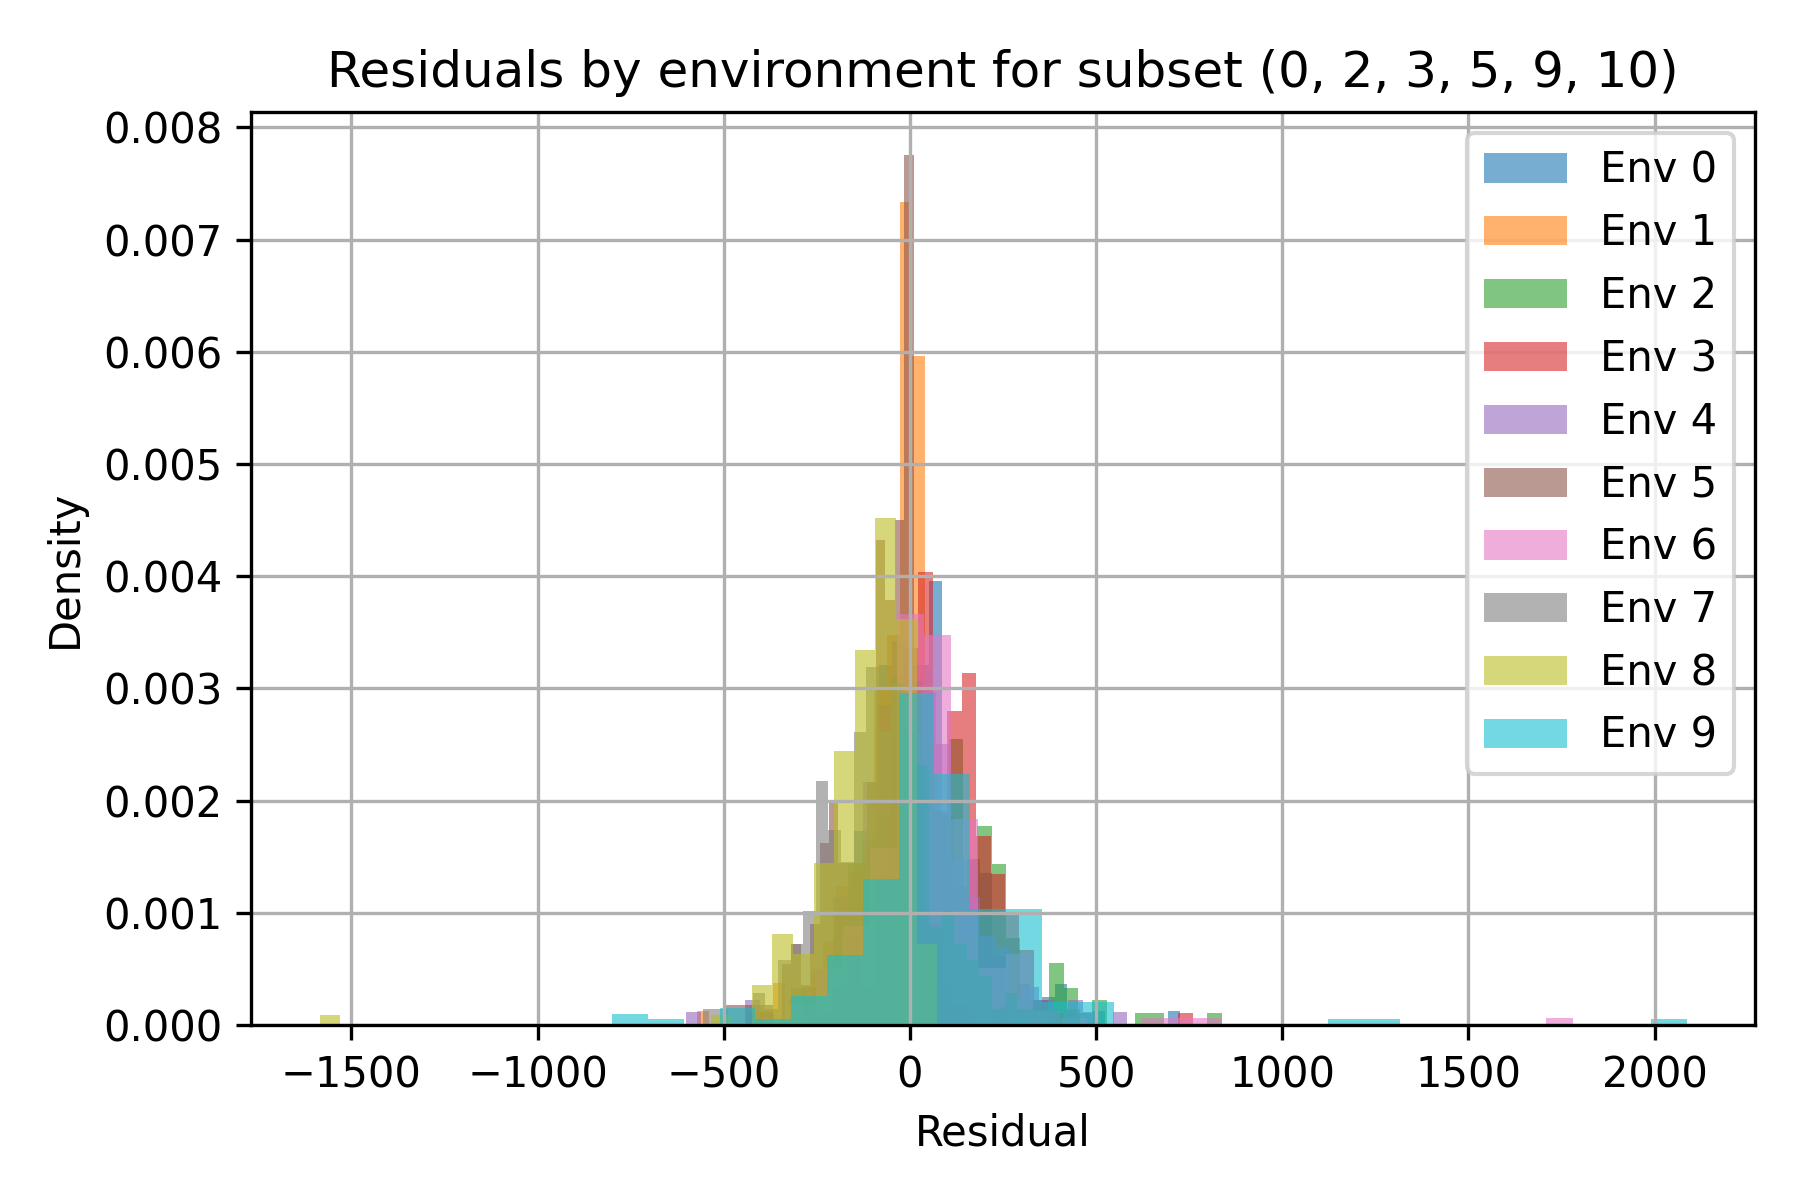 Residuals by environment for subset (0, 2, 3, 5, 9, 10)
0.008
0.007
0.006
0.005
0.004
0.003
0.002
0.001
0.000
Density
−1500
−1000
−500
0
500
1000
1500
2000
Residual
Env 0
Env 1
Env 2
Env 3
Env 4
Env 5
Env 6
Env 7
Env 8
Env 9